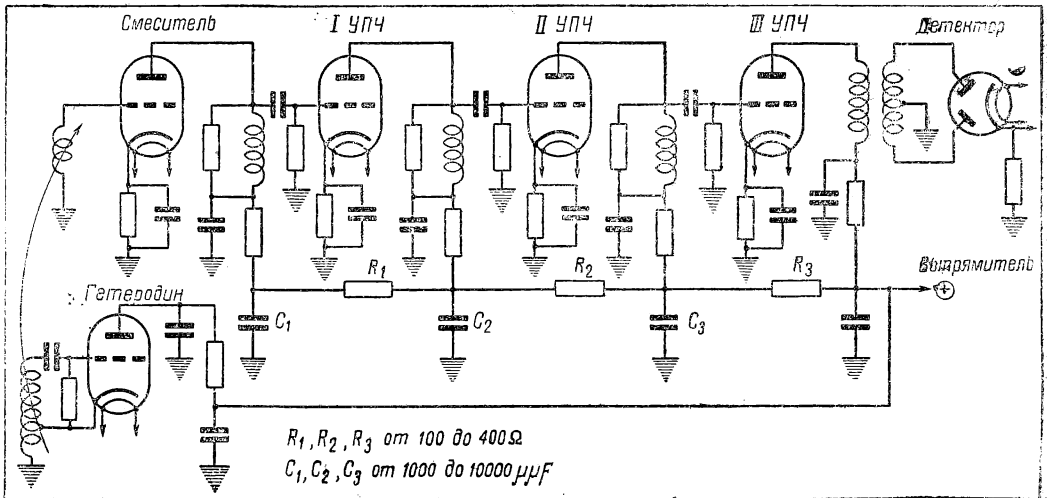 Смеситель
I УПЧ
II УПЧ
III УПЧ
Детектор
R₁
R₂
R₃
Выпрямитель
Гетеродин
C₁
C₂
C₃
R₁, R₂, R₃ от 100 до 400Ω
C₁, C₂, C₃ от 1000 до 10000 μμF